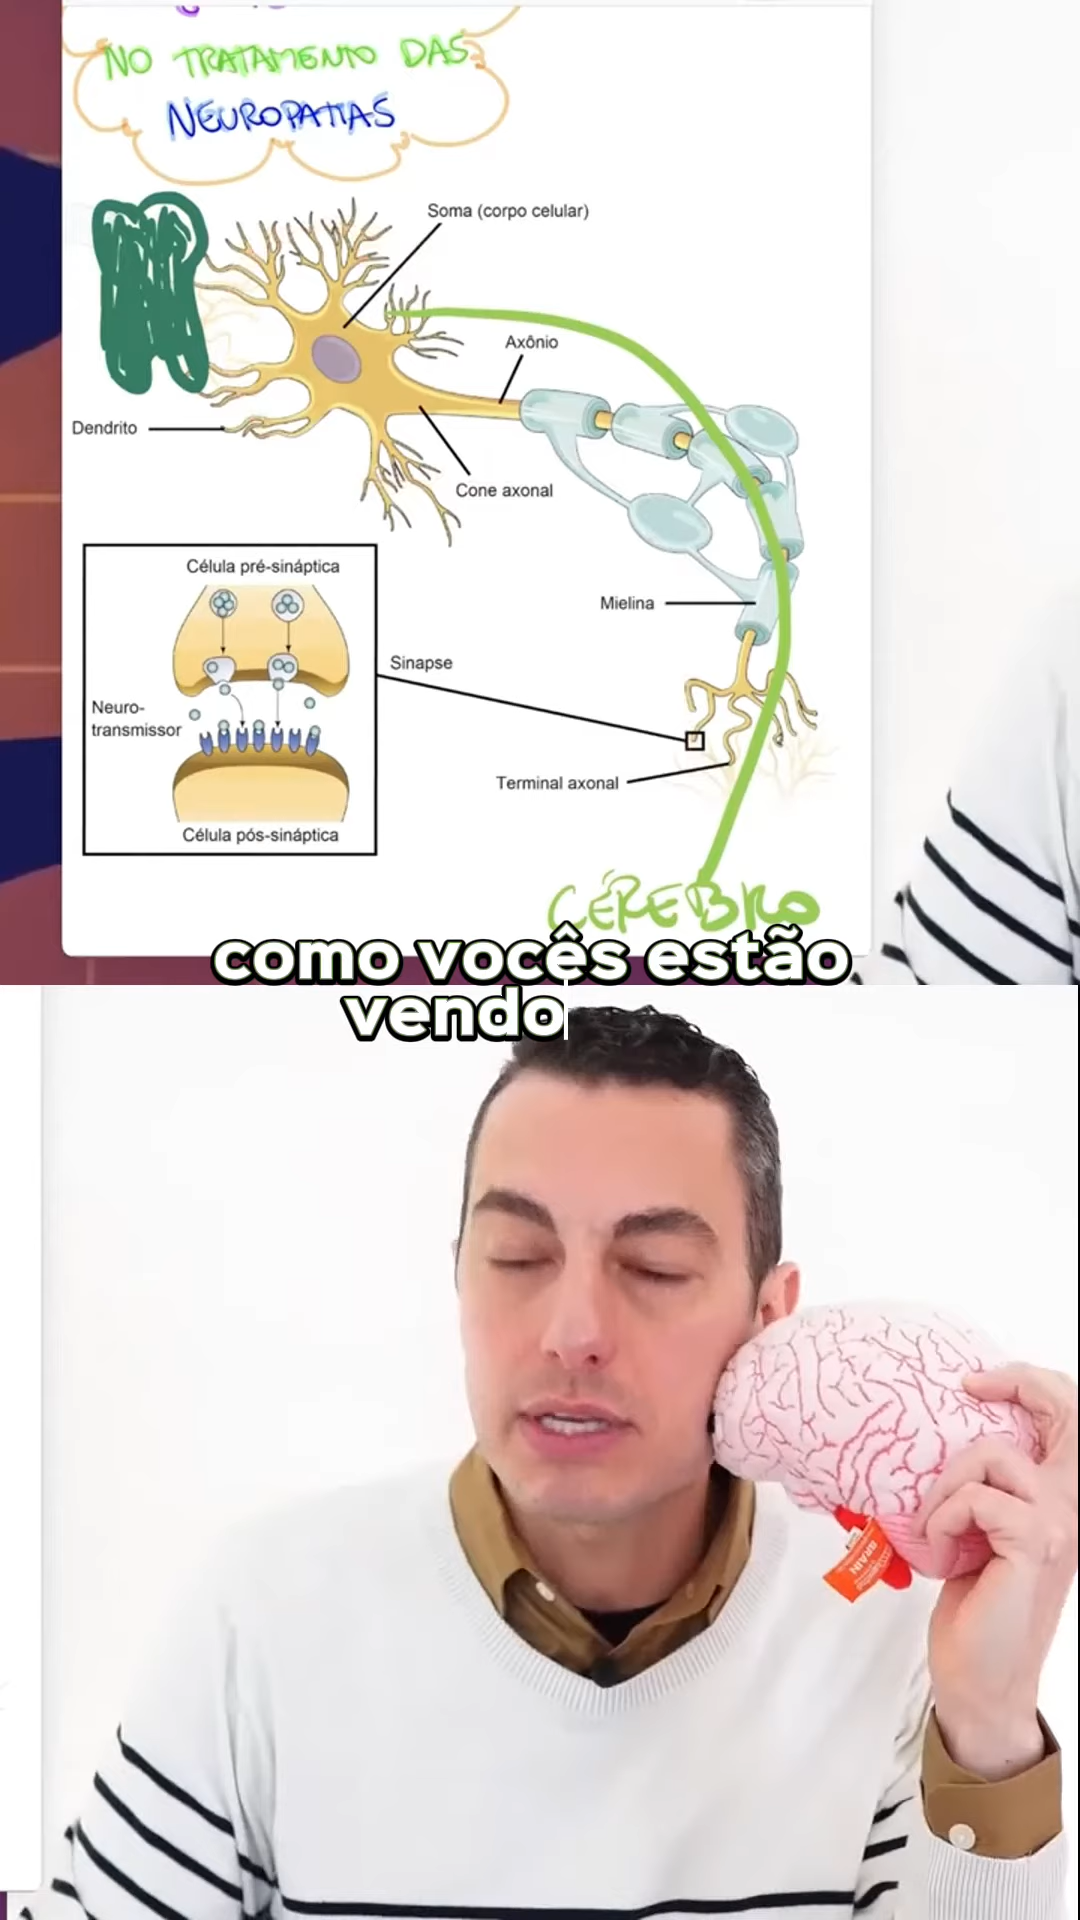 NO TRATAMENTO DAS
NEUROPATIAS
Soma (corpo celular)
Axônio
Dendrito
Cone axonal
Célula pré-sináptica
Mielina
Sinapse
Neuro-
transmissor
Terminal axonal
Célula pós-sináptica
CÉREBRO
como vocês estão
vendo
BRAIN